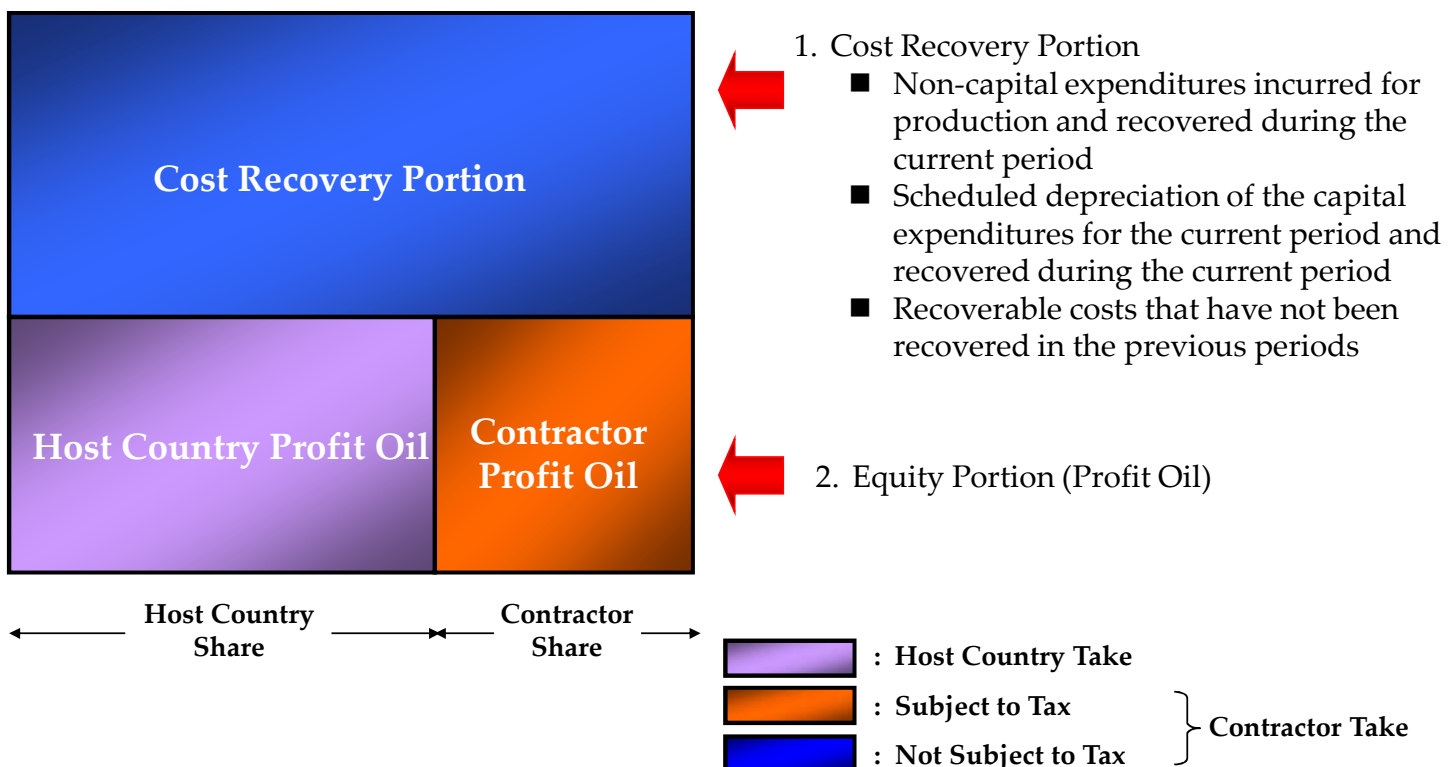 Cost Recovery Portion
Host Country Profit Oil
Contractor
Profit Oil
Host Country
Share
Contractor
Share
1. Cost Recovery Portion
■ Non-capital expenditures incurred for
production and recovered during the
current period
■ Scheduled depreciation of the capital
expenditures for the current period and
recovered during the current period
■ Recoverable costs that have not been
recovered in the previous periods
2. Equity Portion (Profit Oil)
: Host Country Take
: Subject to Tax
: Not Subject to Tax
Contractor Take